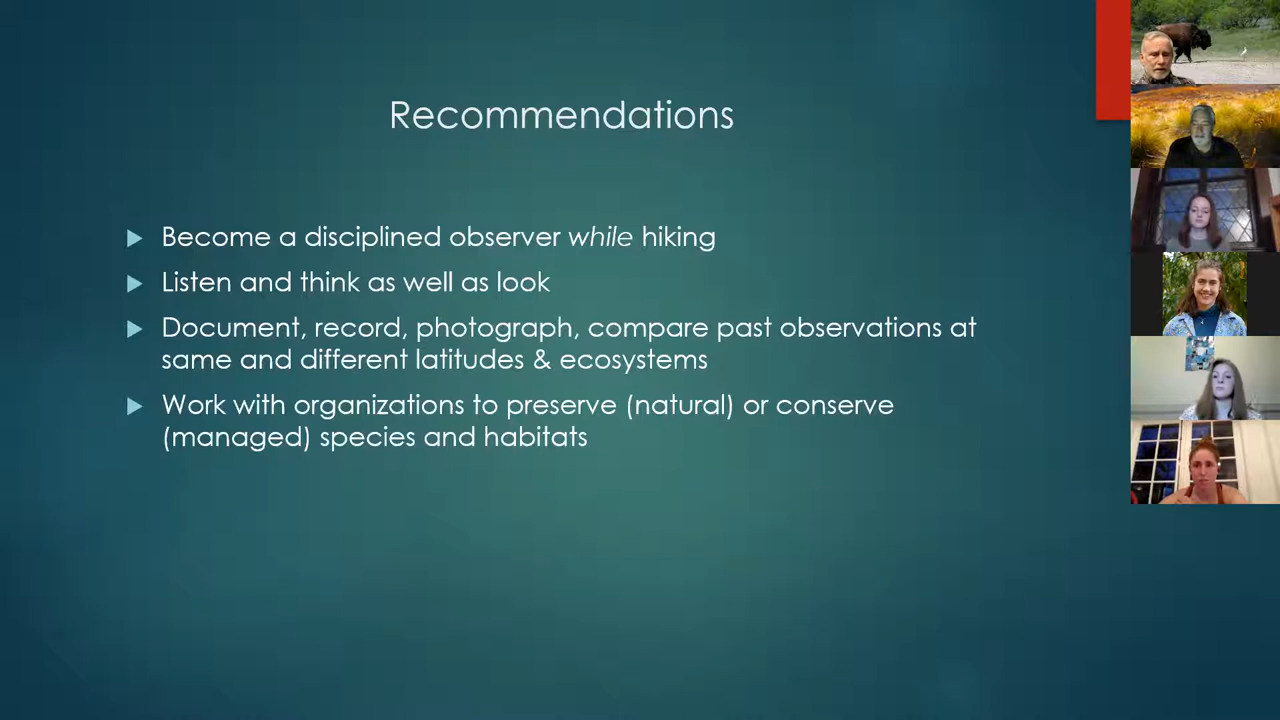 Recommendations
Become a disciplined observer while hiking
Listen and think as well as look
Document, record, photograph, compare past observations at
same and different latitudes & ecosystems
Work with organizations to preserve (natural) or conserve
(managed) species and habitats